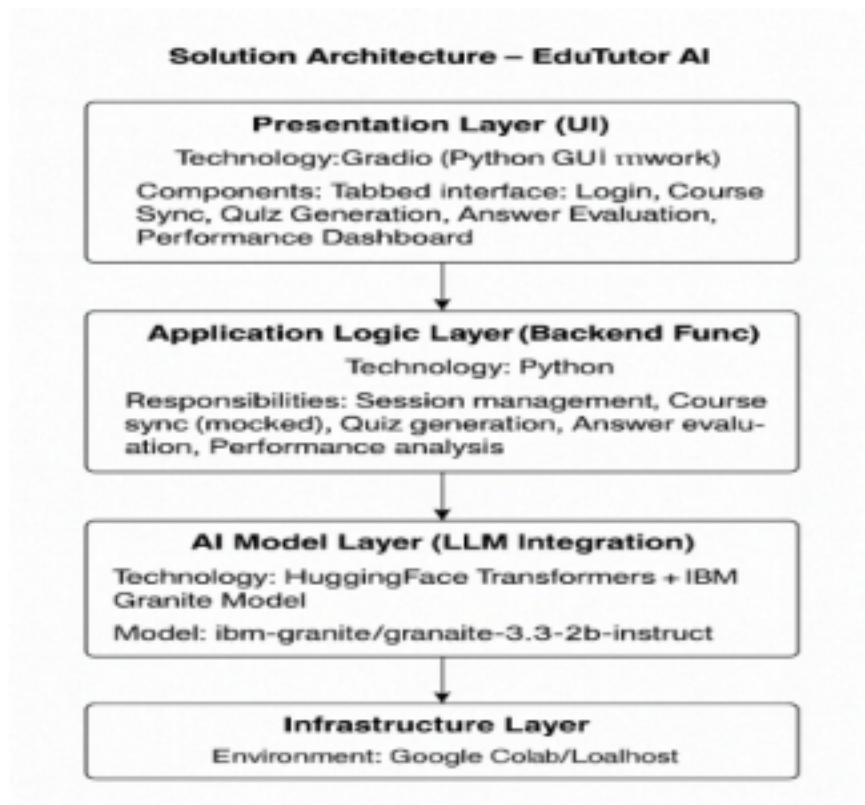 Solution Architecture – EduTutor AI
Presentation Layer (UI)
Technology:Gradio (Python GUI mwork)
Components: Tabbed interface: Login, Course
Sync, Quiz Generation, Answer Evaluation,
Performance Dashboard
Application Logic Layer (Backend Func)
Technology: Python
Responsibilities: Session management, Course
sync (mocked), Quiz generation, Answer evalu-
ation, Performance analysis
AI Model Layer (LLM Integration)
Technology: HuggingFace Transformers + IBM
Granite Model
Model: ibm-granite/granaite-3.3-2b-instruct
Infrastructure Layer
Environment: Google Colab/Loalhost